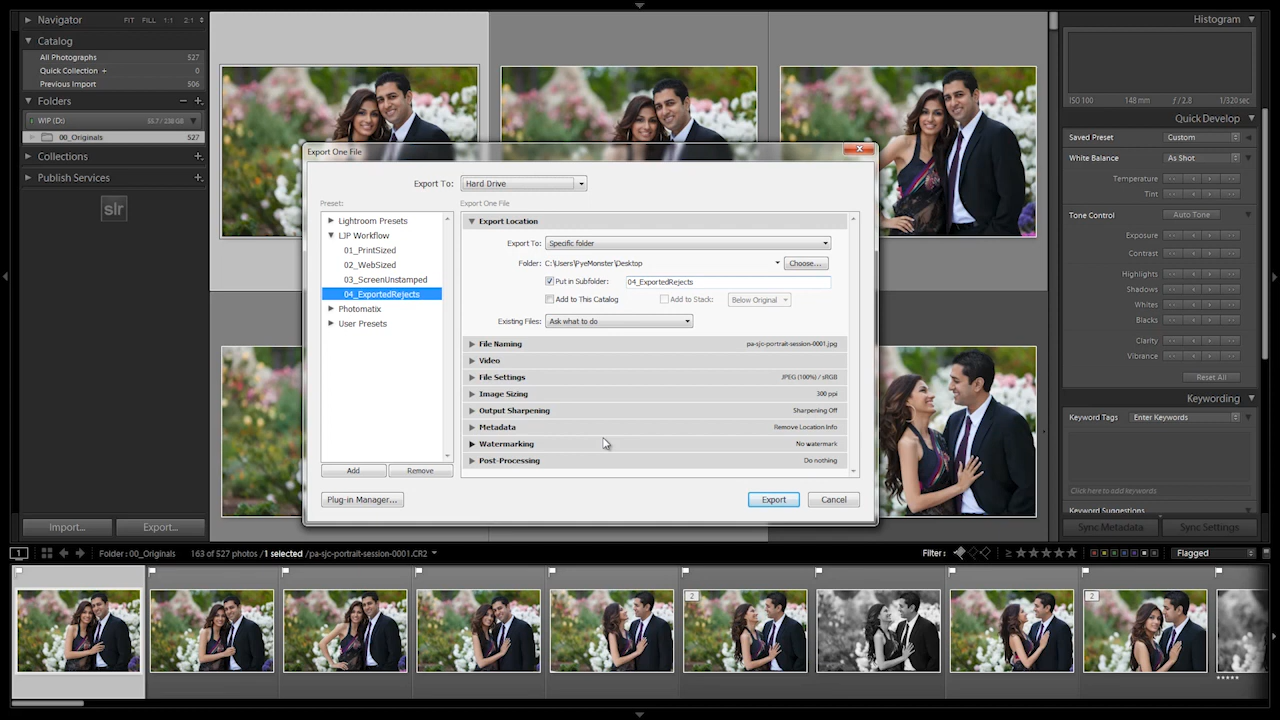 Navigator FIT FILL 1:1 2:1
Catalog
All Photographs 527
Quick Collection + 0
Previous Import 506
Folders
WIP (D:) 55.7 / 238 GB
00_Originals 527
Collections
Publish Services
slr
Import... Export...
Export One File
Export To: Hard Drive
Preset:
Lightroom Presets
LJP Workflow
01_PrintSized
02_WebSized
03_ScreenUnstamped
04_ExportedRejects
Photomatix
User Presets
Add Remove
Plug-in Manager...
Export One File
Export Location
Export To: Specific folder
Folder: C:\Users\PyeMonster\Desktop Choose...
Put in Subfolder: 04_ExportedRejects
Add to This Catalog Add to Stack: Below Original
Existing Files: Ask what to do
File Naming pa-sjc-portrait-session-0001.jpg
Video
File Settings JPEG (100%) / sRGB
Image Sizing 300 ppi
Output Sharpening Sharpening Off
Metadata Remove Location Info
Watermarking No watermark
Post-Processing Do nothing
Export Cancel
Histogram
ISO 100 148 mm f / 2.8 1/320 sec
Quick Develop
Saved Preset Custom
White Balance As Shot
Temperature
Tint
Tone Control Auto Tone
Exposure
Contrast
Highlights
Shadows
Whites
Blacks
Clarity
Vibrance
Reset All
Keywording
Keyword Tags Enter Keywords
Click here to add keywords
Keyword Suggestions
Sync Metadata Sync Settings
1 Folder : 00_Originals 163 of 527 photos / 1 selected / pa-sjc-portrait-session-0001.CR2 Filter : Flagged
2 2